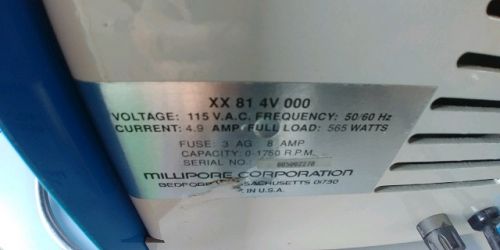 XX 81 4V 000
VOLTAGE: 115 V.A.C. FREQUENCY: 50/60 Hz
CURRENT: 4.9 AMP FULL LOAD: 565 WATTS
FUSE: 3 AG 8 AMP
CAPACITY: 0-1750 R.P.M.
SERIAL NO.
MILLIPORE CORPORATION
01730
IN U.S.A.